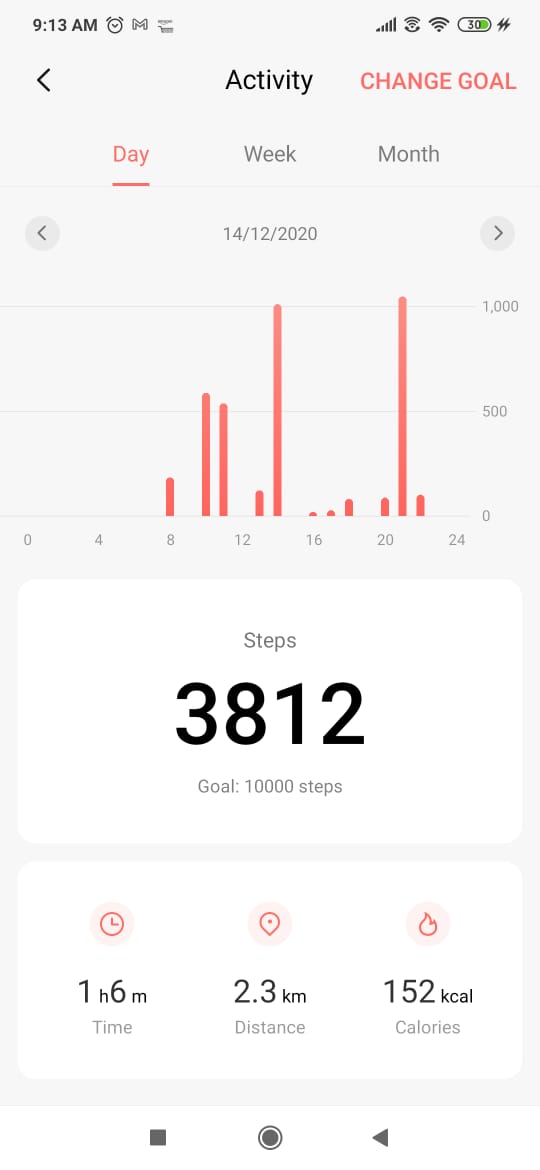 9:13 AM 30
Activity CHANGE GOAL
Day Week Month
14/12/2020
1,000
500
0
0 4 8 12 16 20 24
Steps
3812
Goal: 10000 steps
1 h6 m 2.3 km 152 kcal
Time Distance Calories